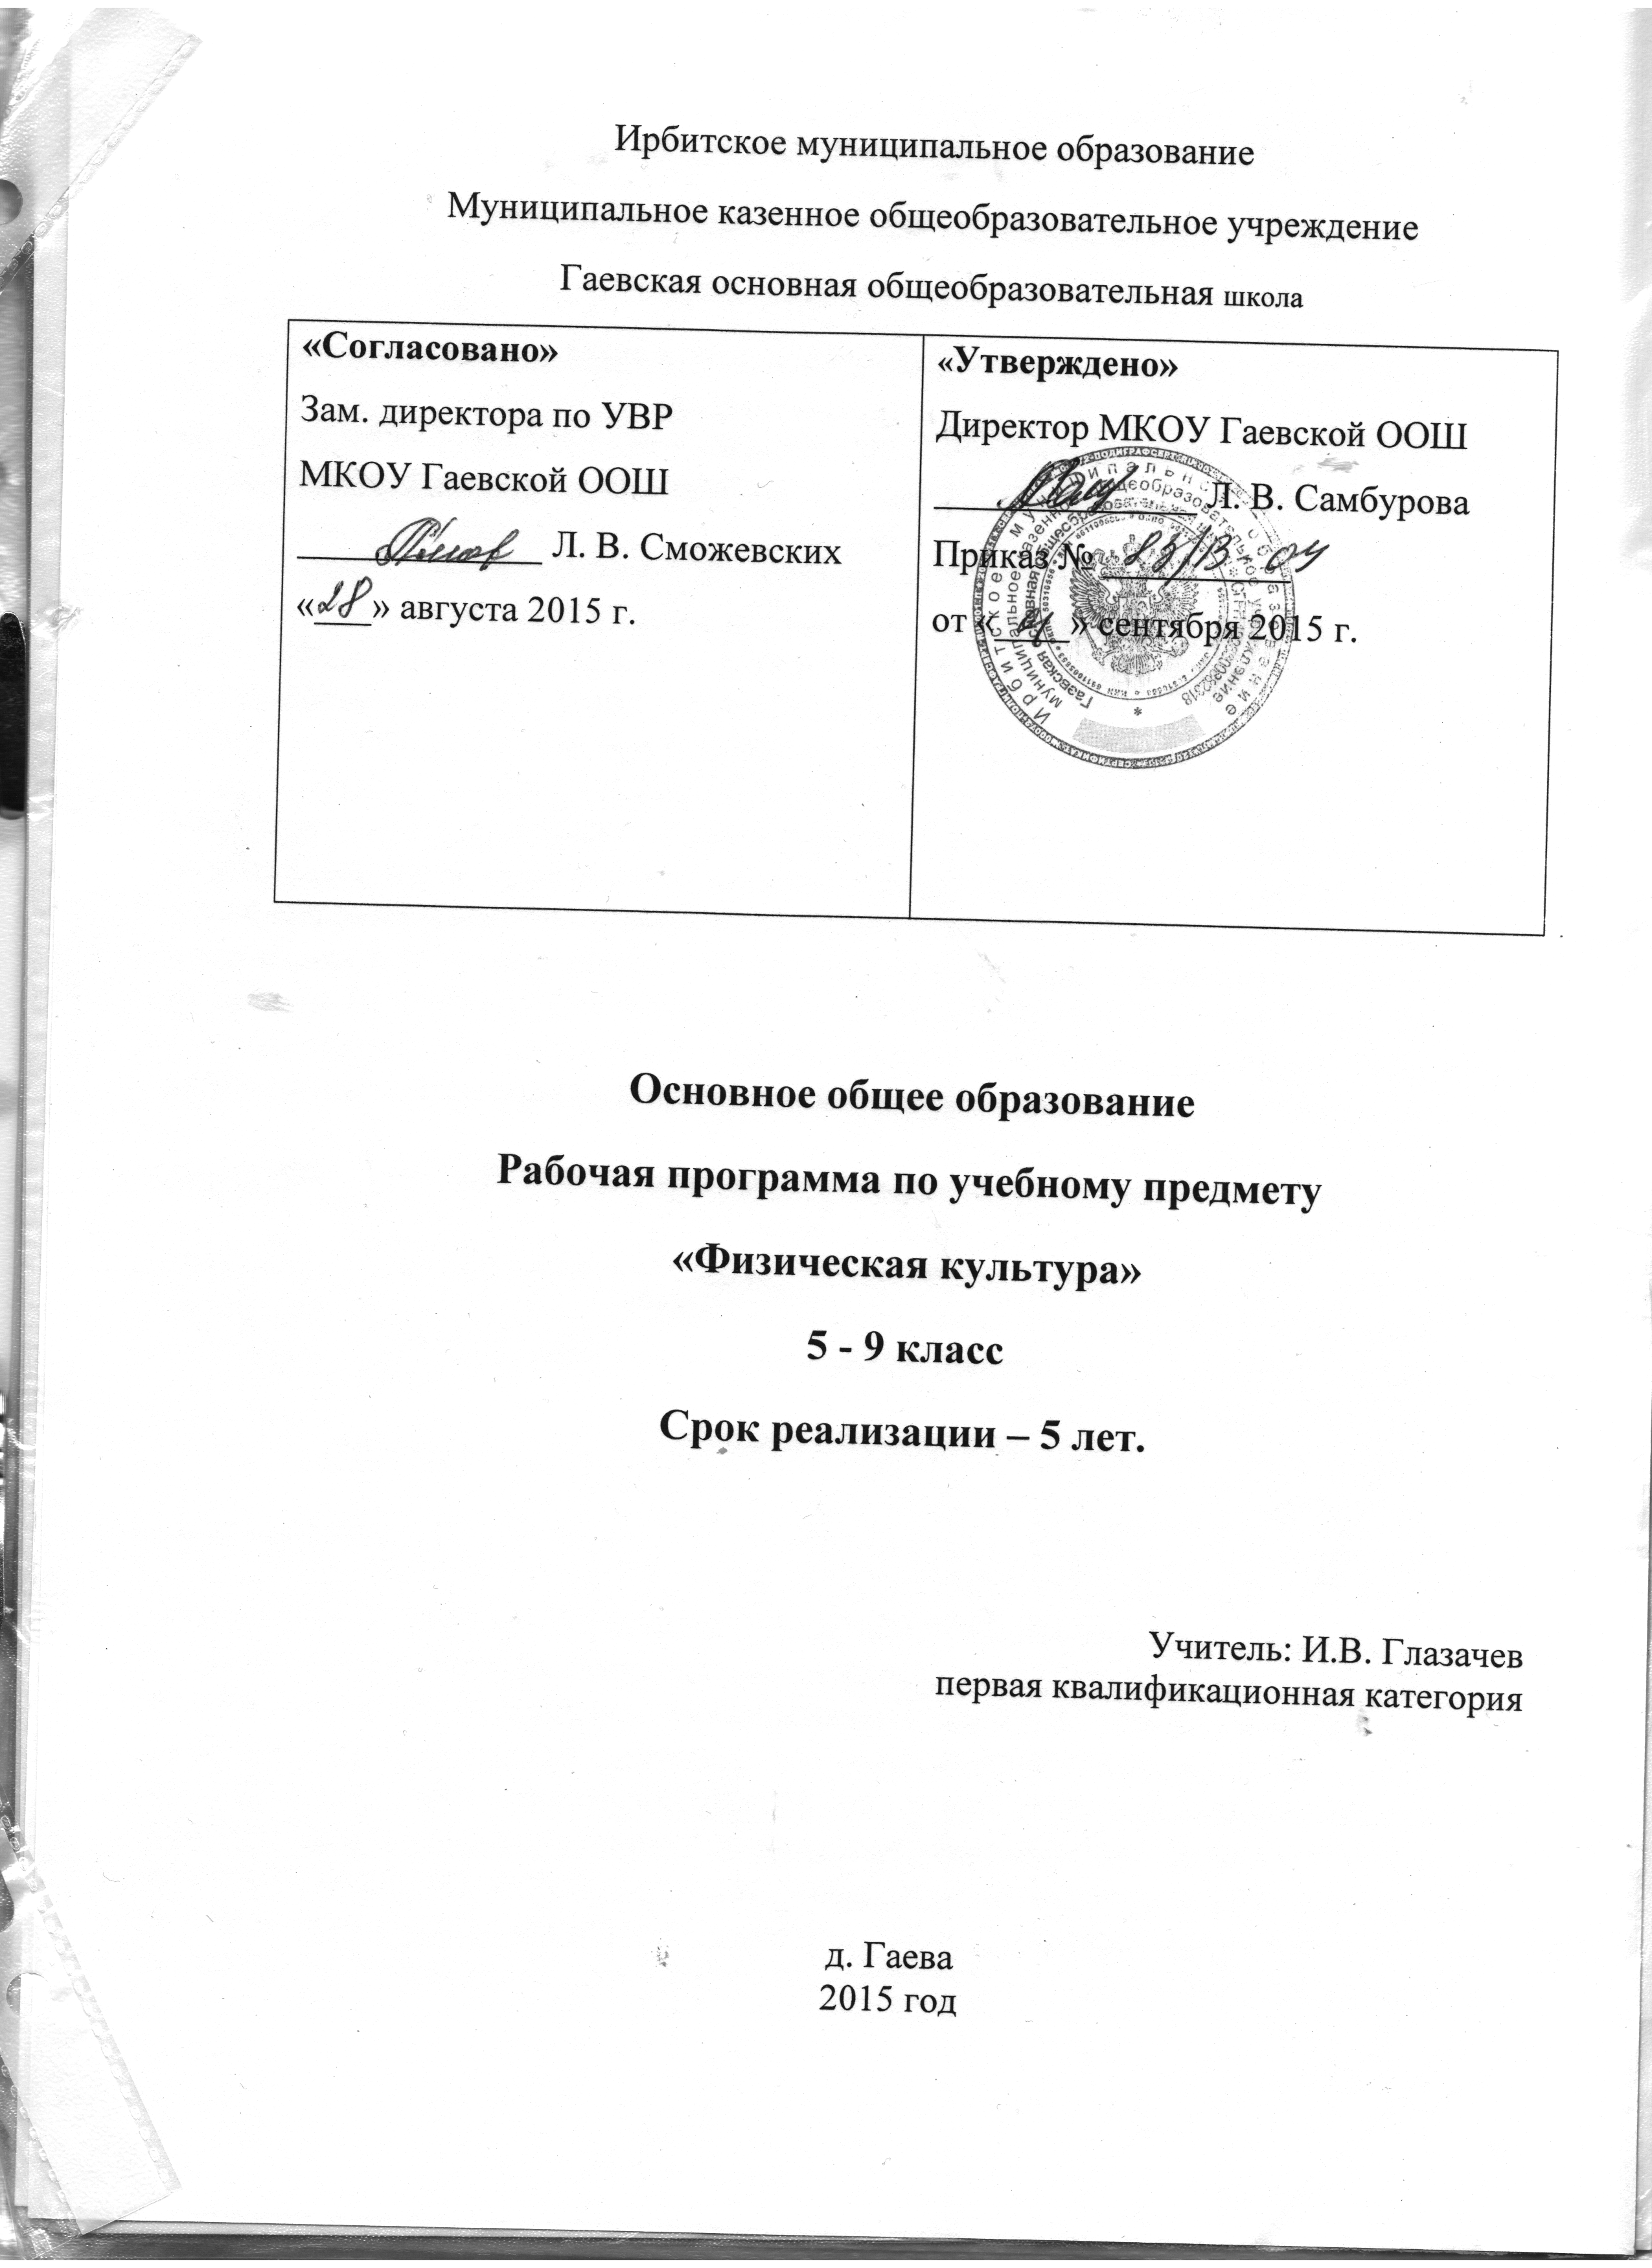 Ирбитское муниципальное образование
Муниципальное казенное общеобразовательное учреждение
Гаевская основная общеобразовательная школа
«Согласовано»
Зам. директора по УВР
МКОУ Гаевской ООШ
Л. В. Сможевских
«28» августа 2015 г.
«Утверждено»
Директор МКОУ Гаевской ООШ
Л. В. Самбурова
Приказ №
от « » сентября 2015 г.
Основное общее образование
Рабочая программа по учебному предмету
«Физическая культура»
5 - 9 класс
Срок реализации – 5 лет.
Учитель: И.В. Глазачев
первая квалификационная категория
д. Гаева
2015 год